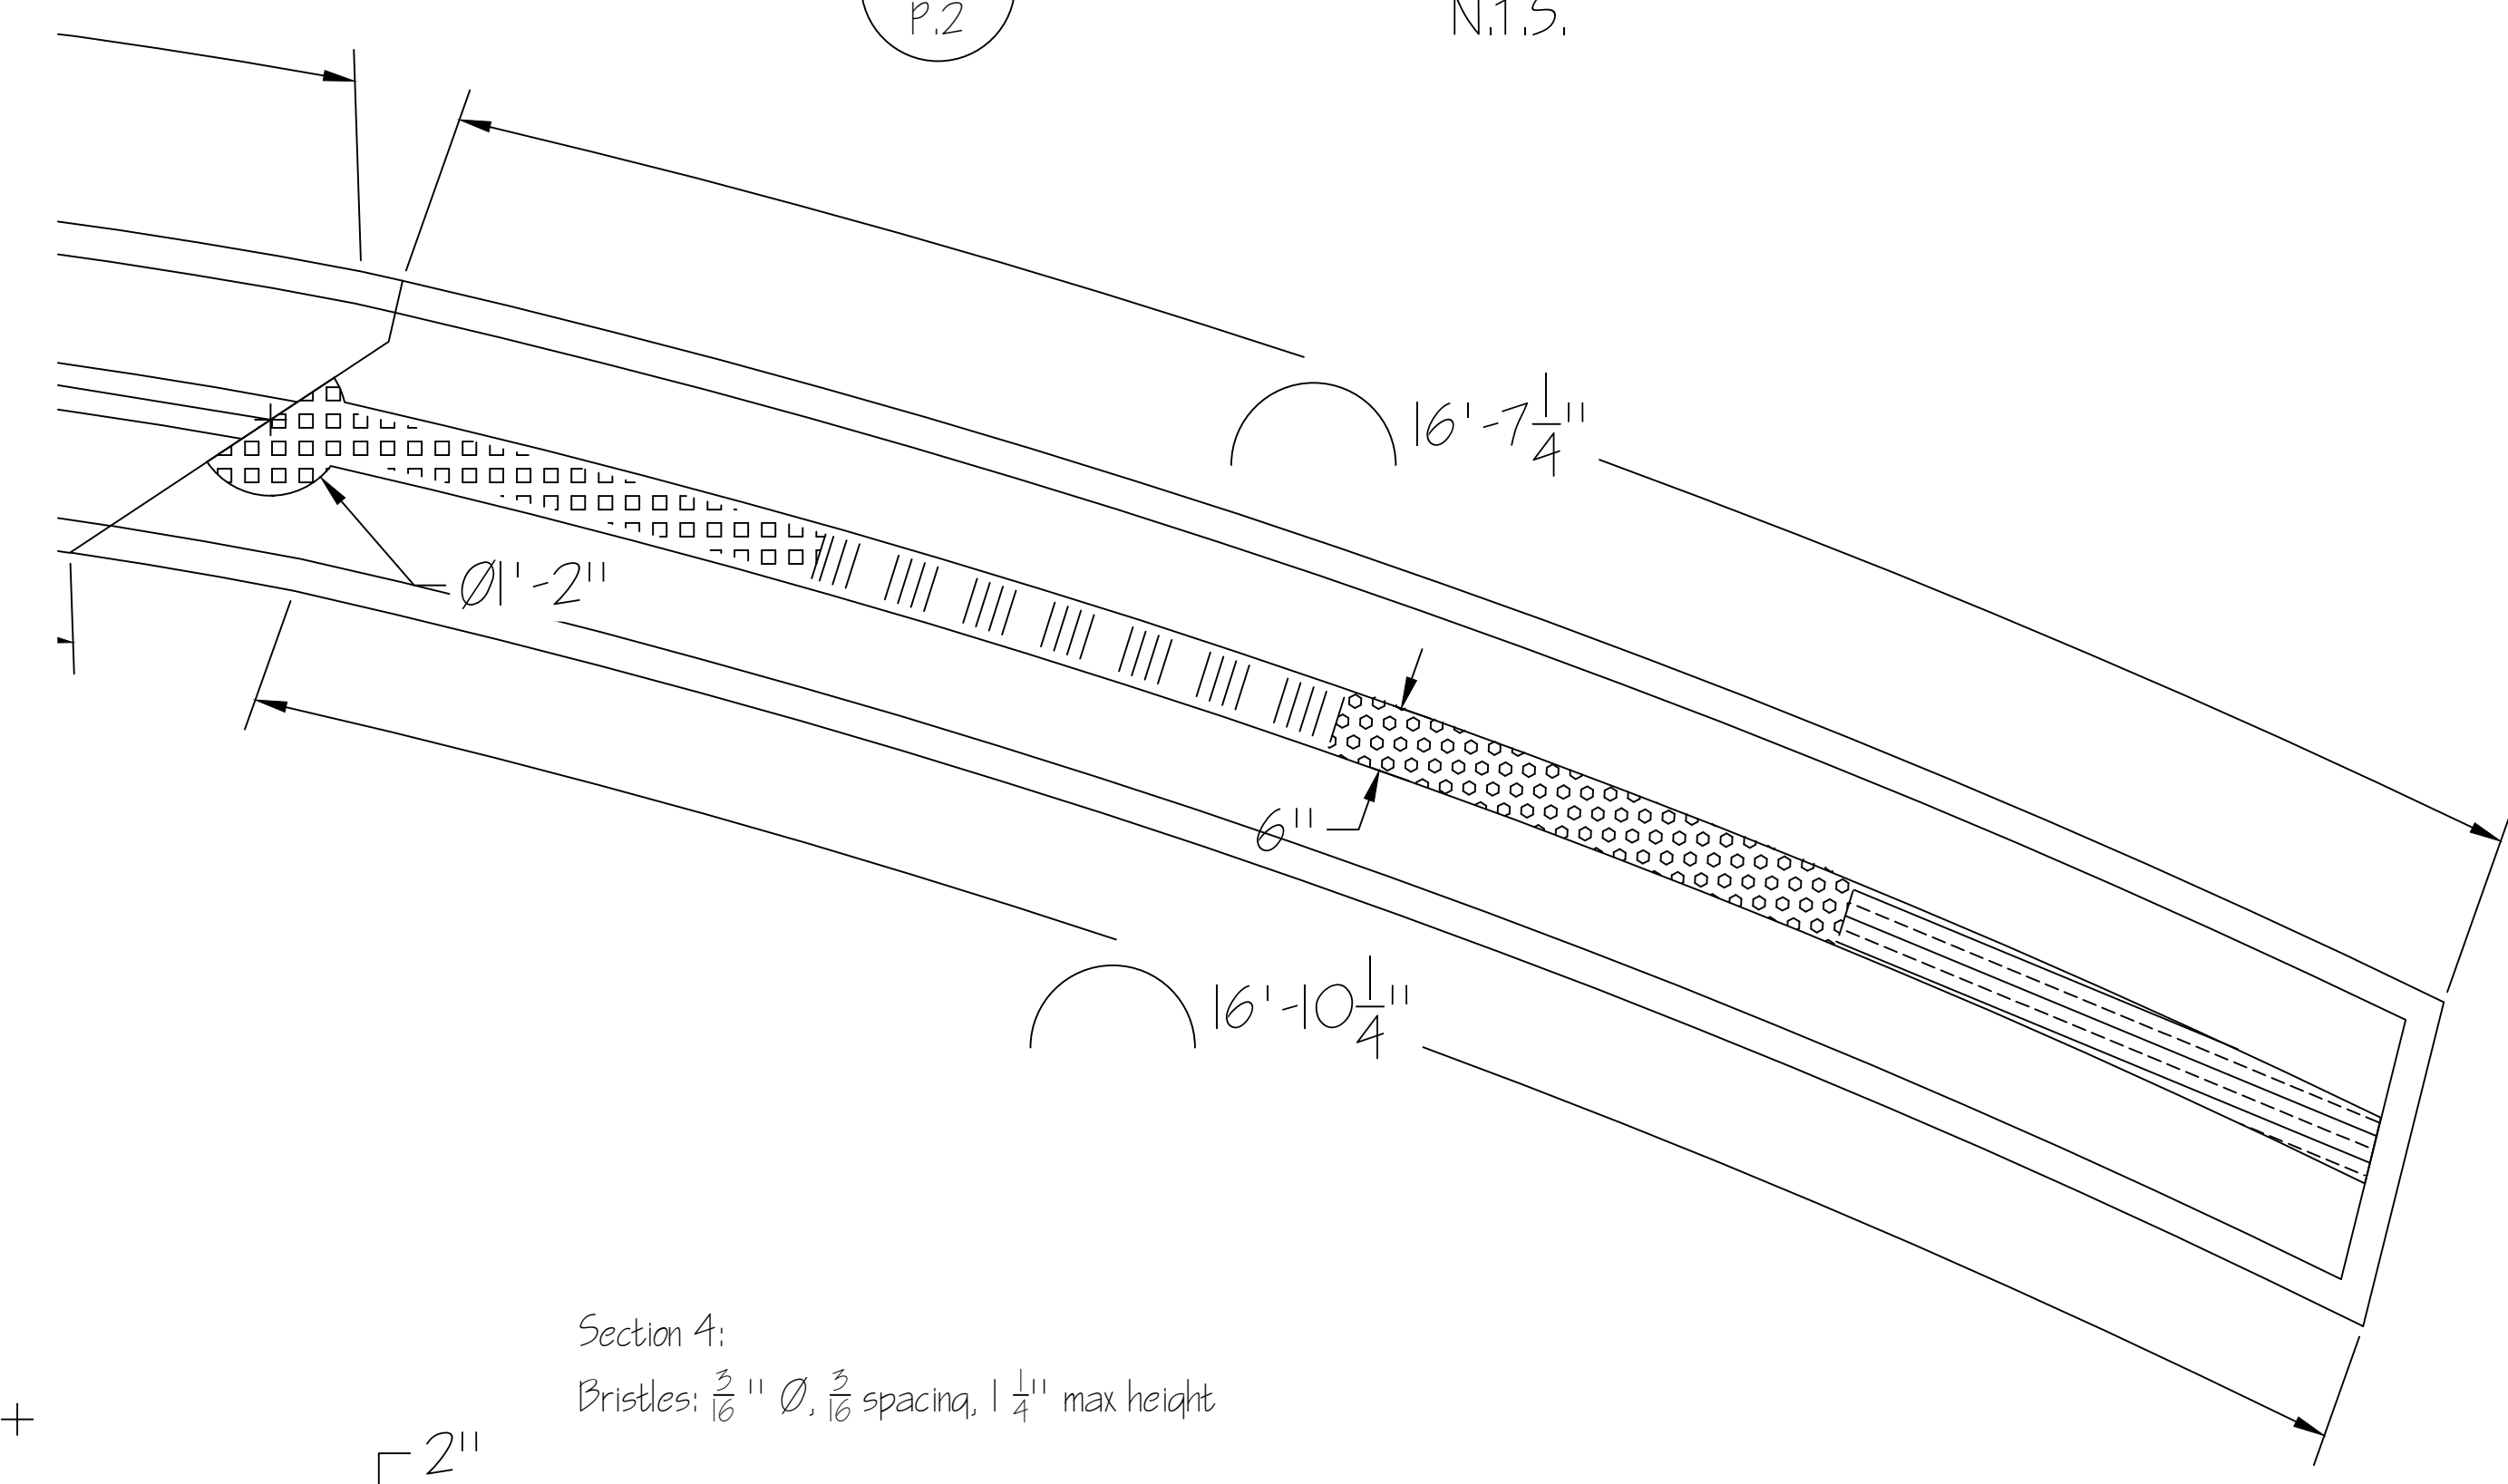 P.2
N.T.S.
16'-7 1/4"
Ø1'-2"
6"
16'-10 1/4"
Section 4:
Bristles: 3/16 " Ø, 3/16 spacing, 1 1/4" max height
2"